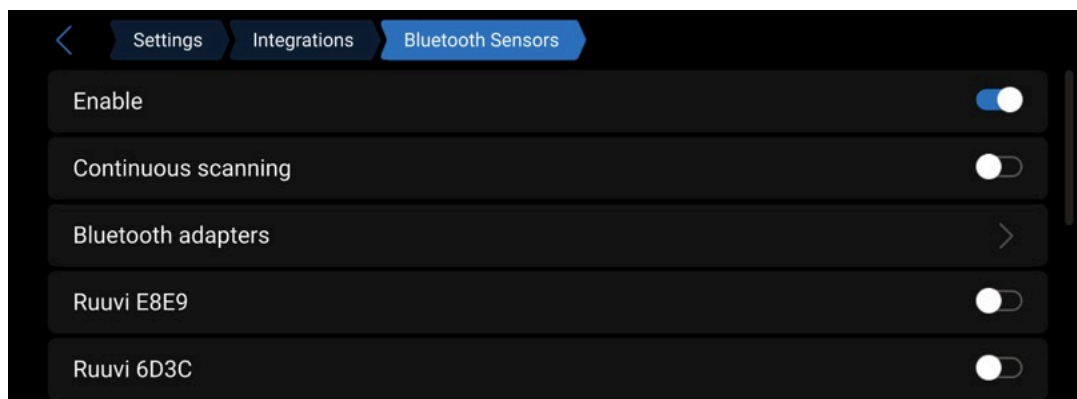 Settings Integrations Bluetooth Sensors
Enable
Continuous scanning
Bluetooth adapters
Ruuvi E8E9
Ruuvi 6D3C